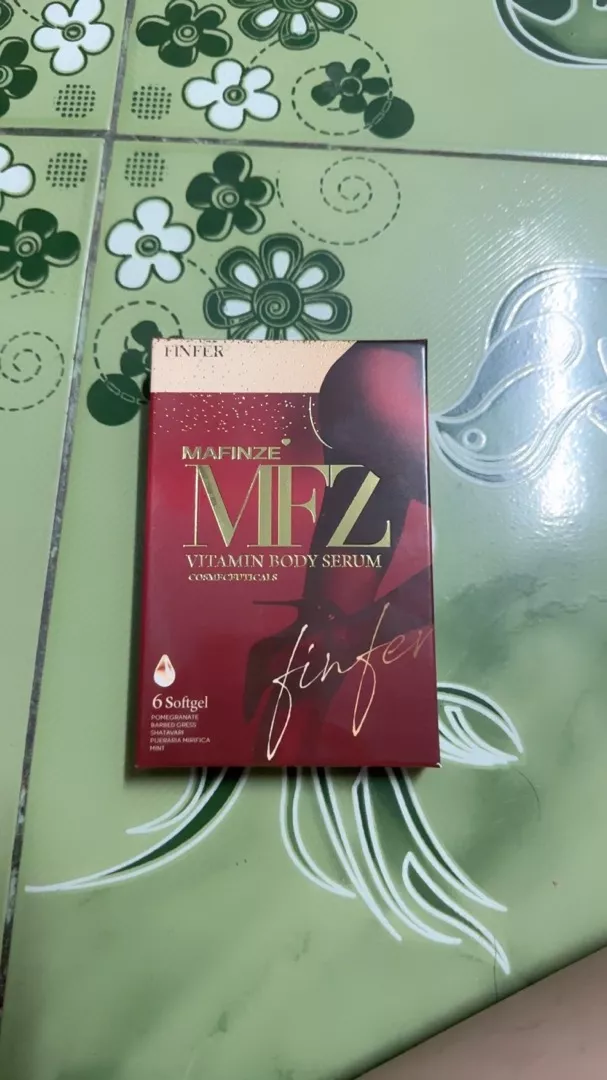 FINFER
MAFINZE
MFZ
VITAMIN BODY SERUM
COSMECEUTICALS
finfer
6 Softgel
POMEGRANATE
BARBED GRESS
SHATAVARI
PUERARIA MIRIFICA
MINT